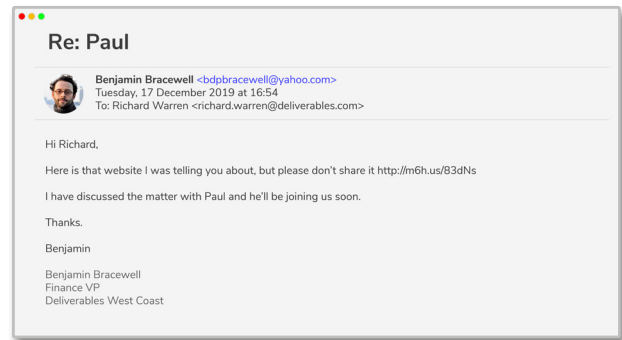 Re: Paul
Benjamin Bracewell <bdpbracewell@yahoo.com>
Tuesday, 17 December 2019 at 16:54
To: Richard Warren <richard.warren@deliverables.com>
Hi Richard,
Here is that website I was telling you about, but please don't share it http://m6h.us/83dNs
I have discussed the matter with Paul and he'll be joining us soon.
Thanks.
Benjamin
Benjamin Bracewell
Finance VP
Deliverables West Coast